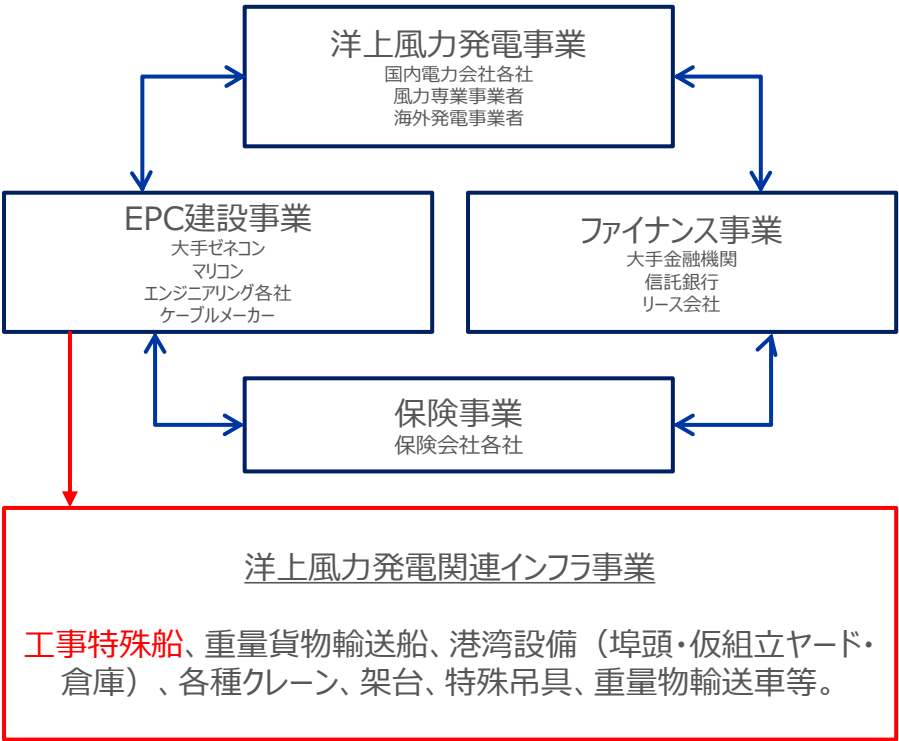 洋上風力発電事業
国内電力会社各社
風力専業事業者
海外発電事業者
EPC建設事業
大手ゼネコン
マリコン
エンジニアリング各社
ケーブルメーカー
ファイナンス事業
大手金融機関
信託銀行
リース会社
保険事業
保険会社各社
洋上風力発電関連インフラ事業
工事特殊船、重量貨物輸送船、港湾設備（埠頭・仮組立ヤード・
倉庫）、各種クレーン、架台、特殊吊具、重量物輸送車等。